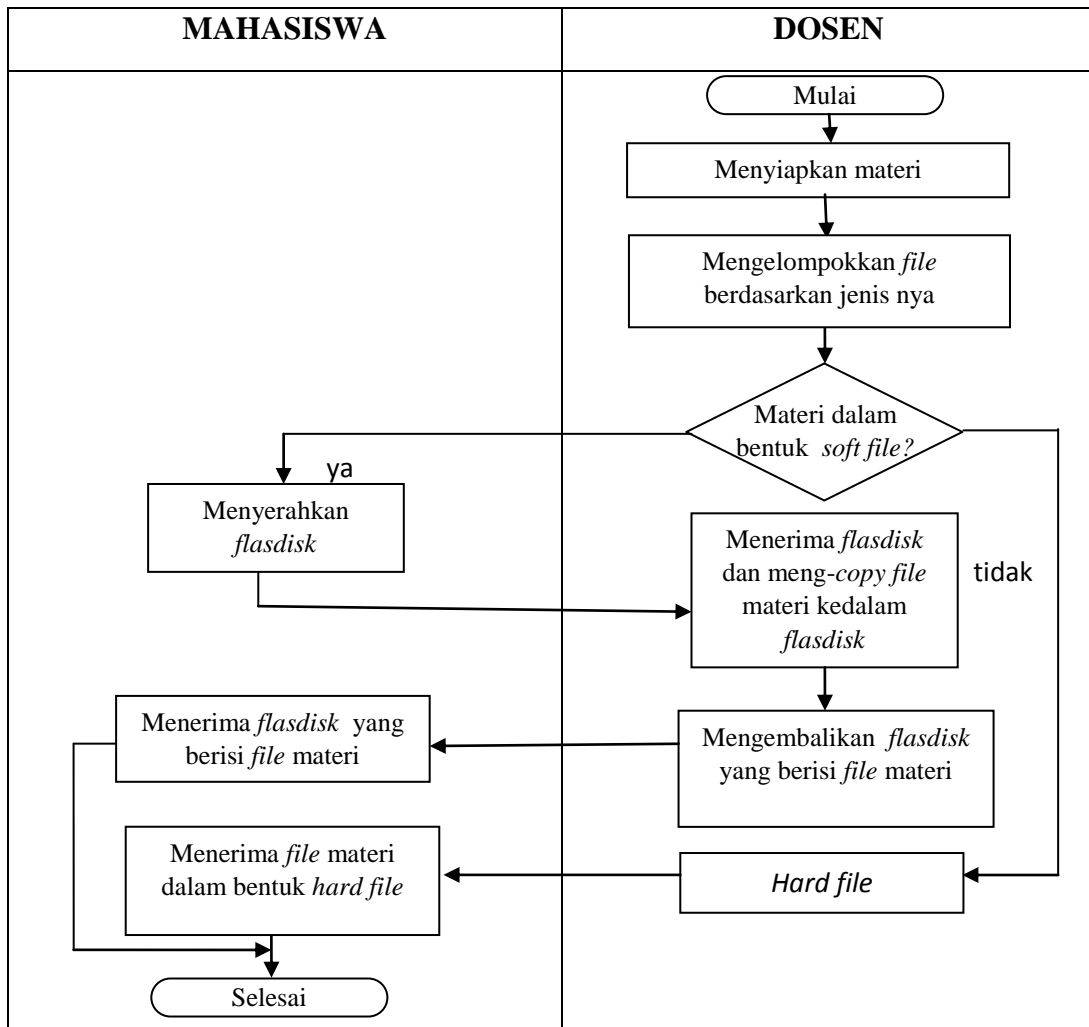 MAHASISWA
DOSEN
Mulai
Menyiapkan materi
Mengelompokkan file
berdasarkan jenis nya
Materi dalam
bentuk soft file?
ya
Menyerahkan
flasdisk
Menerima flasdisk
dan meng-copy file
materi kedalam
flasdisk
tidak
Menerima flasdisk yang
berisi file materi
Mengembalikan flasdisk
yang berisi file materi
Menerima file materi
dalam bentuk hard file
Hard file
Selesai